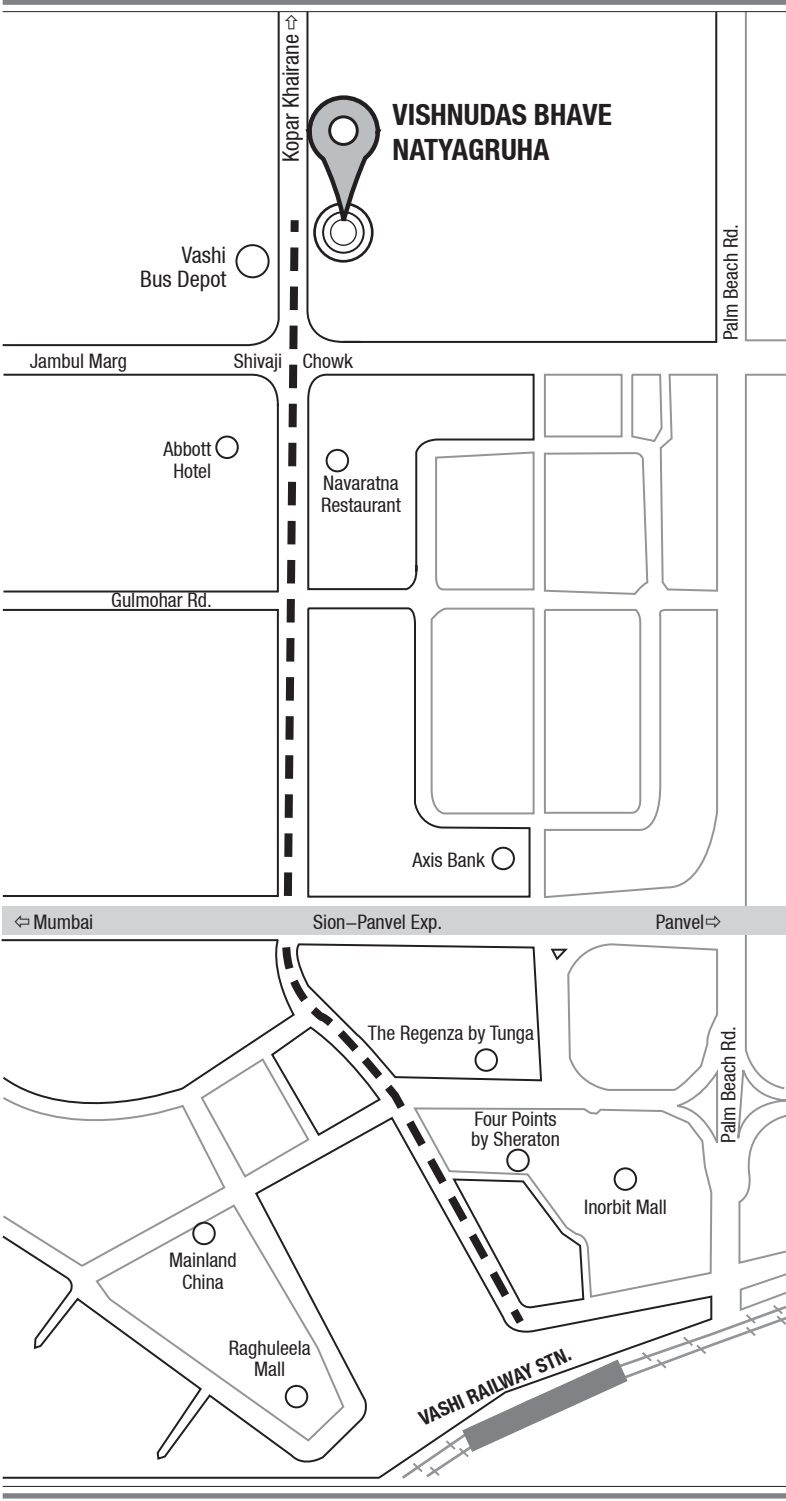 Kopar Khairane⇨
VISHNUDAS BHAVE
NATYAGRUHA
Vashi
Bus Depot
Palm Beach Rd.
Jambul Marg
Shivaji Chowk
Abbott
Hotel
Navaratna
Restaurant
Gulmohar Rd.
Axis Bank
⇦ Mumbai
Sion–Panvel Exp.
Panvel⇨
The Regenza by Tunga
Palm Beach Rd.
Four Points
by Sheraton
Inorbit Mall
Mainland
China
Raghuleela
Mall
VASHI RAILWAY STN.